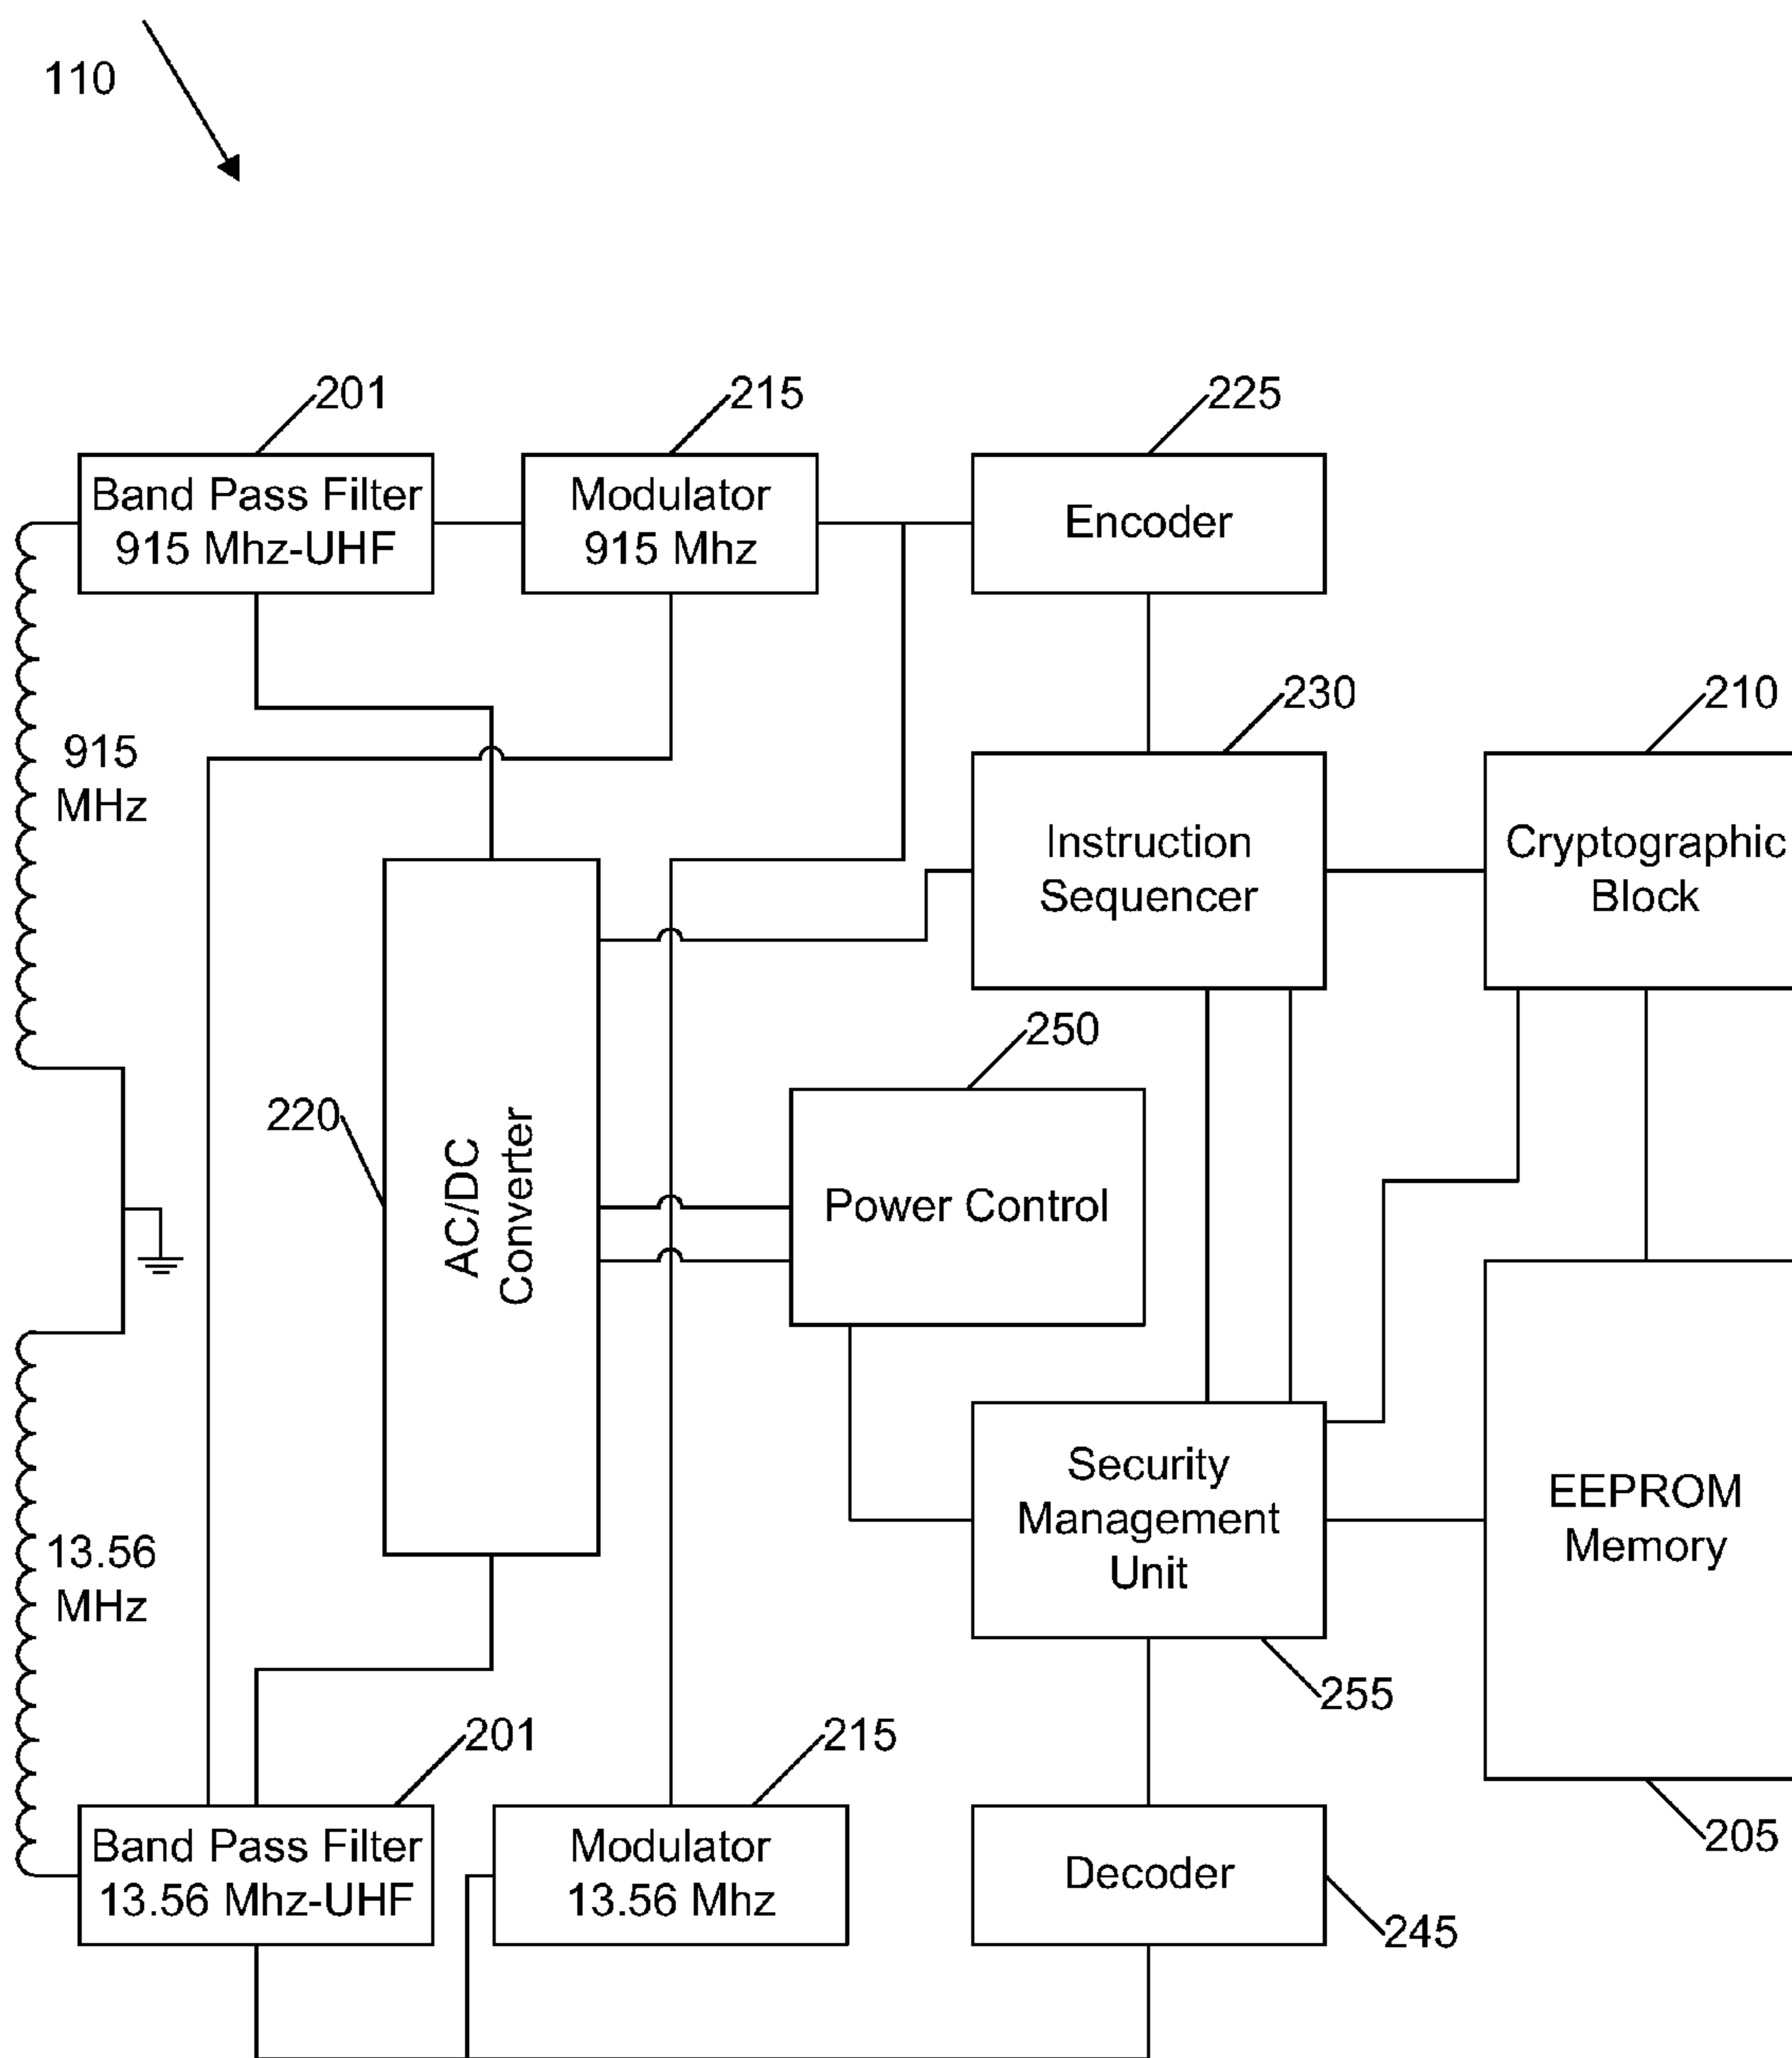 110
201
215
225
Band Pass Filter
915 Mhz-UHF
Modulator
915 Mhz
Encoder
230
210
915
MHz
Instruction
Sequencer
Cryptographic
Block
250
220
AC/DC
Converter
Power Control
13.56
MHz
Security
Management
Unit
EEPROM
Memory
255
201
215
205
Band Pass Filter
13.56 Mhz-UHF
Modulator
13.56 Mhz
Decoder
245